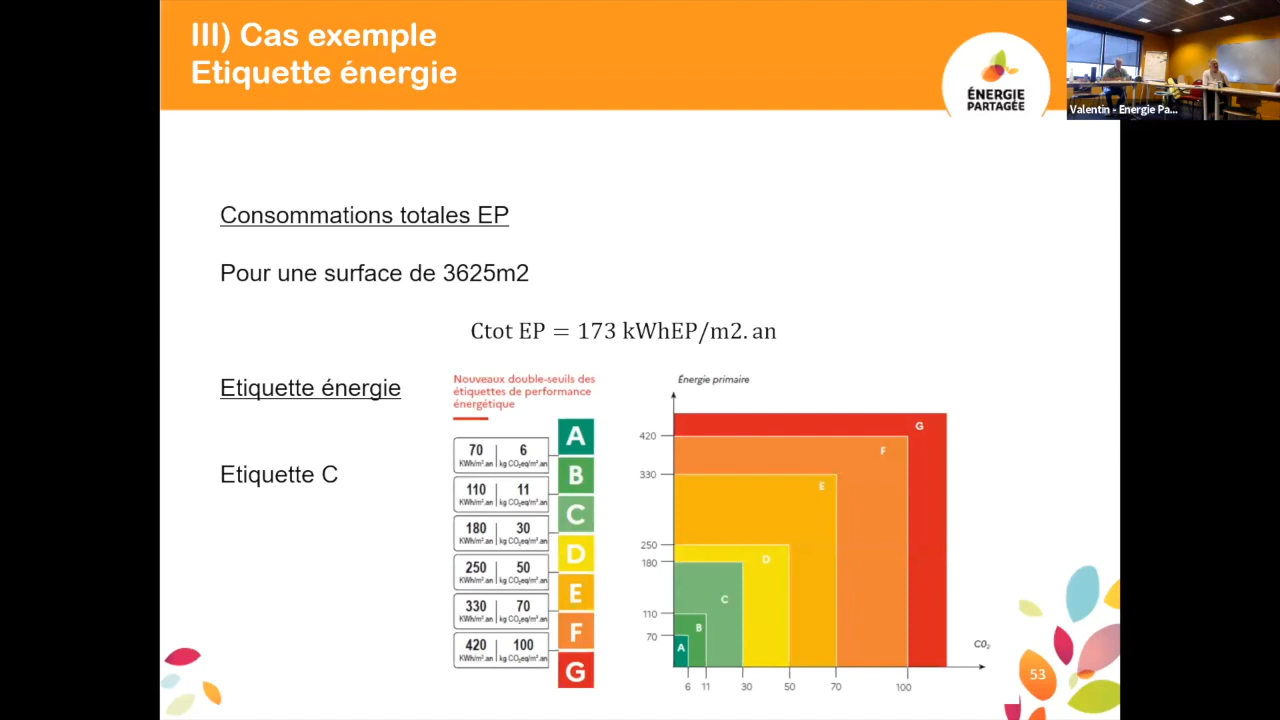 III) Cas exemple
Etiquette énergie
ÉNERGIE
PARTAGÉE
Valentin - Energie Pa...
Consommations totales EP
Pour une surface de 3625m2
Ctot EP = 173 kWhEP/m2. an
Etiquette énergie
Etiquette C
Nouveaux double-seuils des
étiquettes de performance
énergétique
A
70 | 6
KWh/m².an | kg CO₂eq/m².an
B
110 | 11
KWh/m².an | kg CO₂eq/m².an
C
180 | 30
KWh/m².an | kg CO₂eq/m².an
D
250 | 50
KWh/m².an | kg CO₂eq/m².an
E
330 | 70
KWh/m².an | kg CO₂eq/m².an
F
420 | 100
KWh/m².an | kg CO₂eq/m².an
G
Énergie primaire
G
420
F
330
E
250
D
180
C
110
B
70
A
CO₂
6 11 30 50 70 100
53